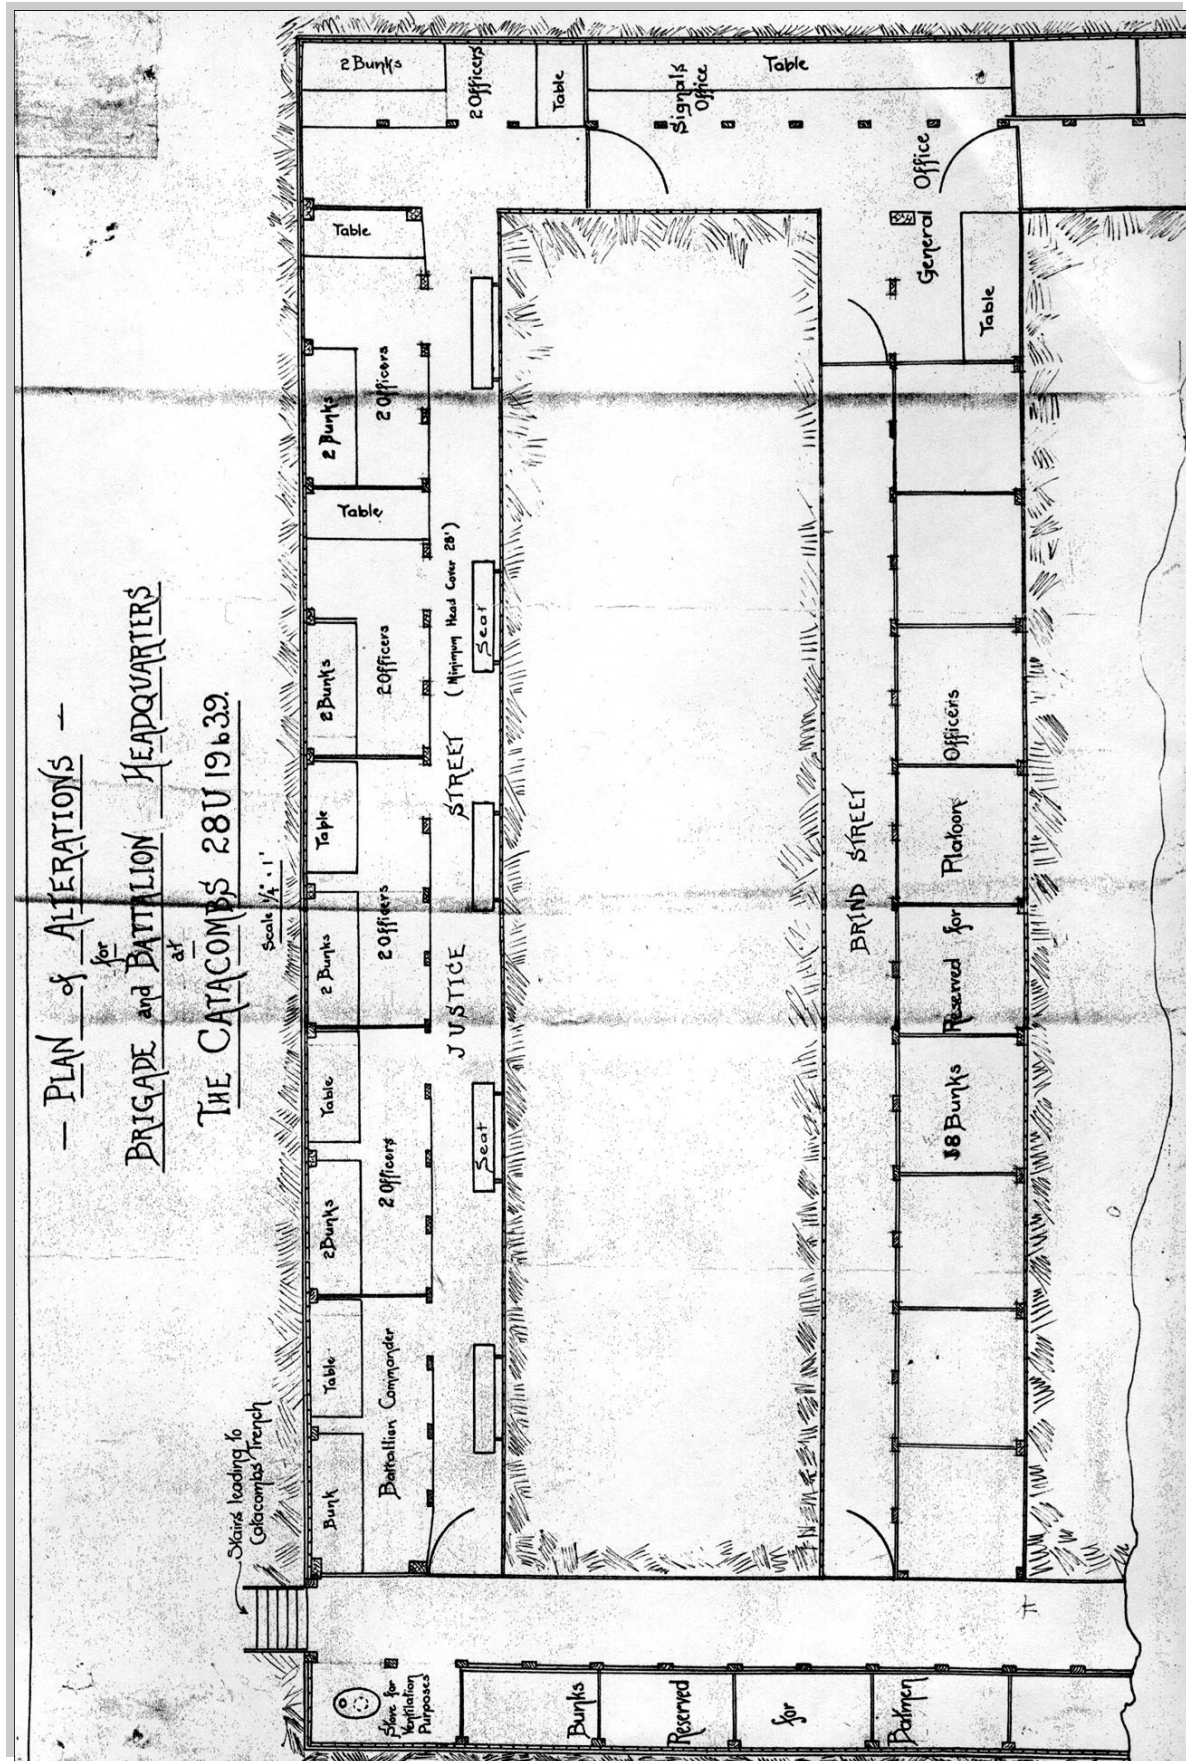 — PLAN of ALTERATIONS —
for
BRIGADE and BATTALION HEADQUARTERS
at
THE CATACOMBS 28U19b39.
Scale ¼" = 1'
2 Bunks
2 Officers
Table
Signals
Office
Table
General Office
Table
Table
2 Officers
2 Bunks
Table
2 Officers
2 Bunks
Table
2 Officers
2 Bunks
Table
2 Officers
2 Bunks
Table
Battalion Commander
Bunk
JUSTICE STREET (Minimum Head Cover 28')
Seat
Seat
BRIND STREET
38 Bunks Reserved for Platoon Officers
Stairs leading to
Catacombs Trench
Stove for
Ventilation
Purposes
Bunks Reserved for Batmen